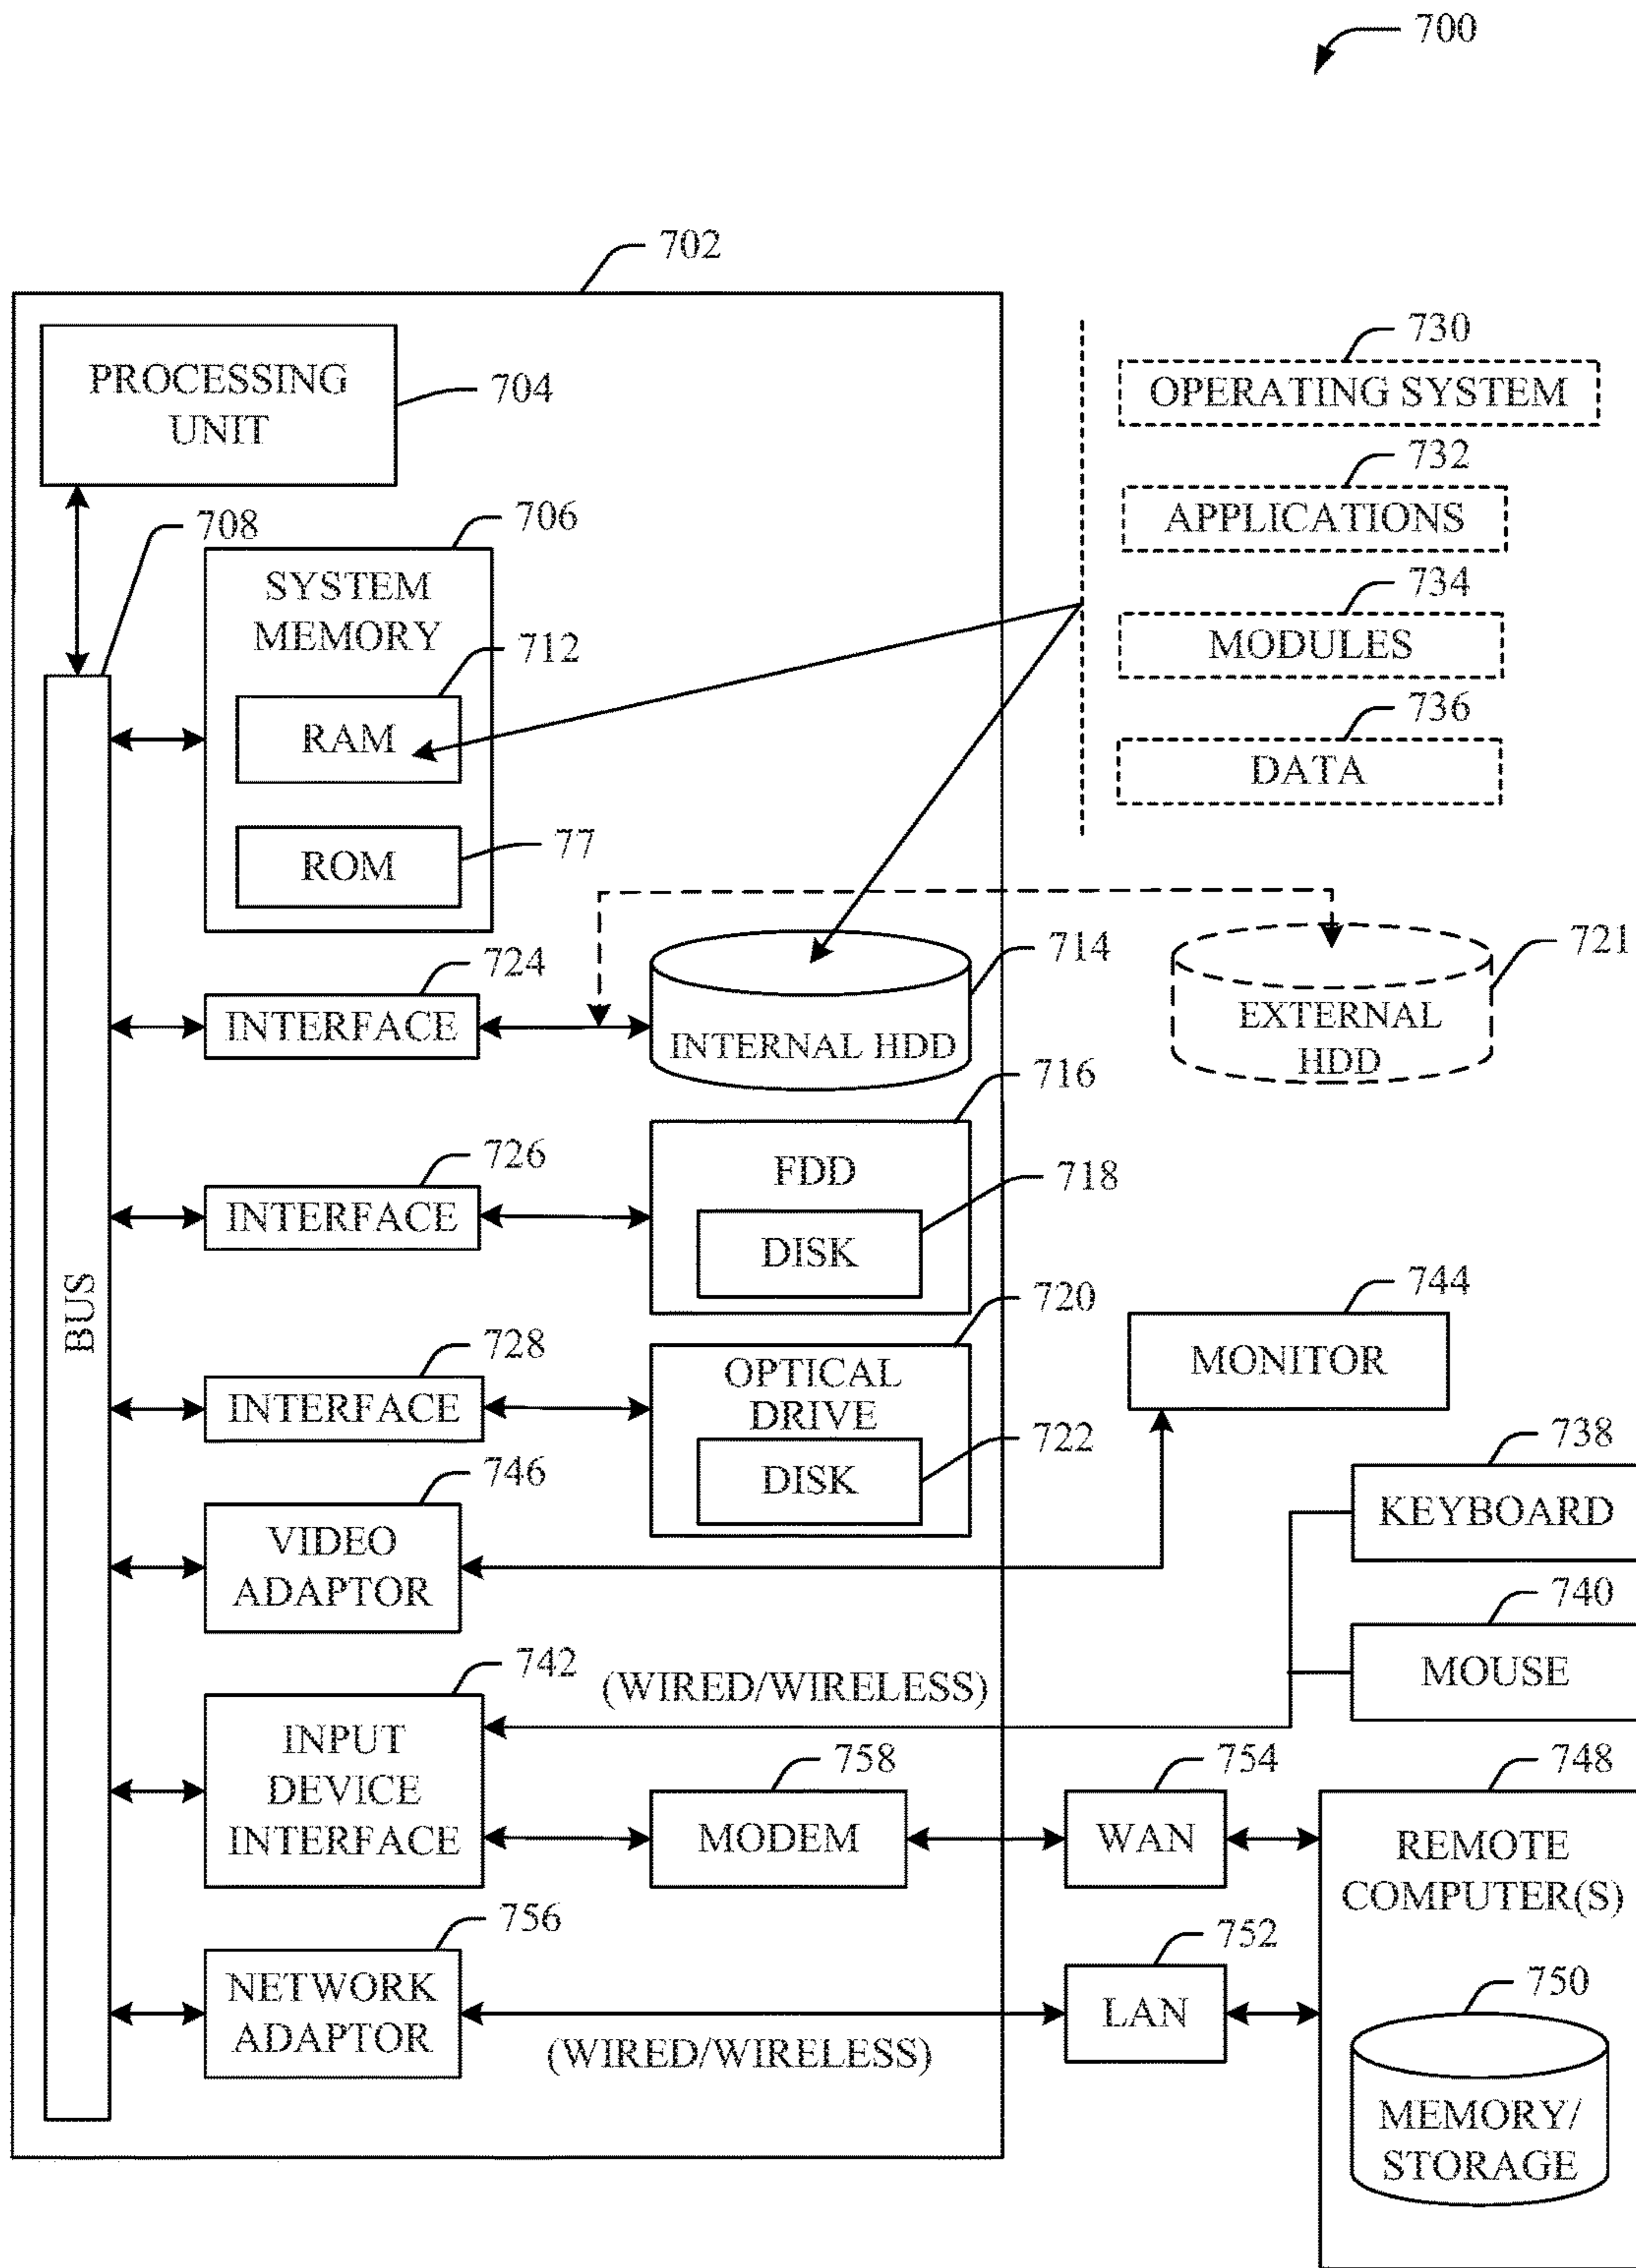 700
702
PROCESSING
UNIT
704
730
OPERATING SYSTEM
732
APPLICATIONS
734
MODULES
736
DATA
708
706
SYSTEM
MEMORY
712
RAM
77
ROM
BUS
724
INTERFACE
714
INTERNAL HDD
721
EXTERNAL
HDD
726
INTERFACE
716
FDD
718
DISK
728
INTERFACE
720
OPTICAL
DRIVE
722
DISK
744
MONITOR
746
VIDEO
ADAPTOR
738
KEYBOARD
740
MOUSE
742
INPUT
DEVICE
INTERFACE
(WIRED/WIRELESS)
758
MODEM
754
WAN
748
REMOTE
COMPUTER(S)
756
NETWORK
ADAPTOR
(WIRED/WIRELESS)
752
LAN
750
MEMORY/
STORAGE